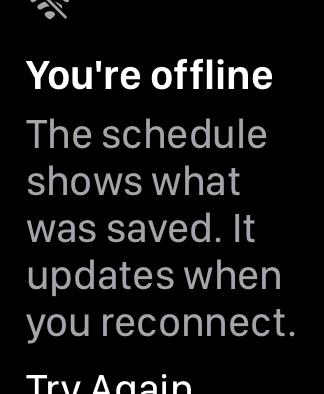 You're offline
The schedule
shows what
was saved. It
updates when
you reconnect.
Try Again